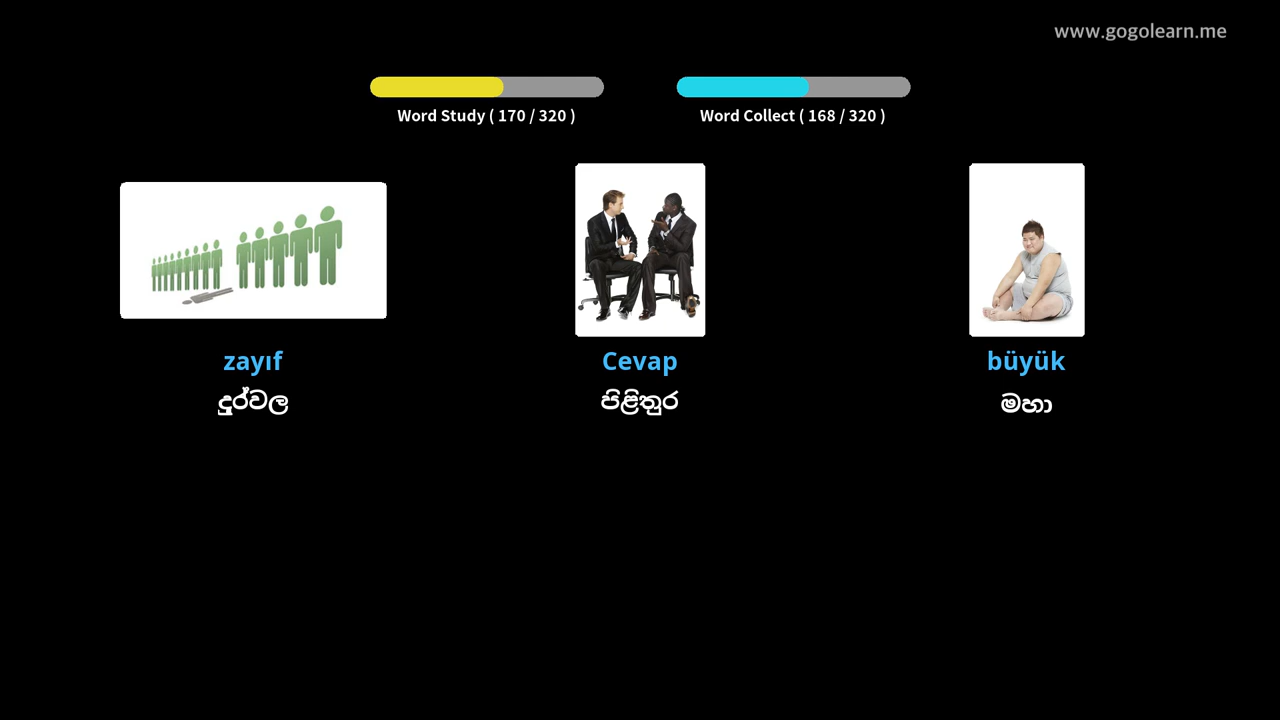 www.gogolearn.me
Word Study ( 170 / 320 )
Word Collect ( 168 / 320 )
zayıf
Cevap
büyük
දුර්වල
පිළිතුර
මහා